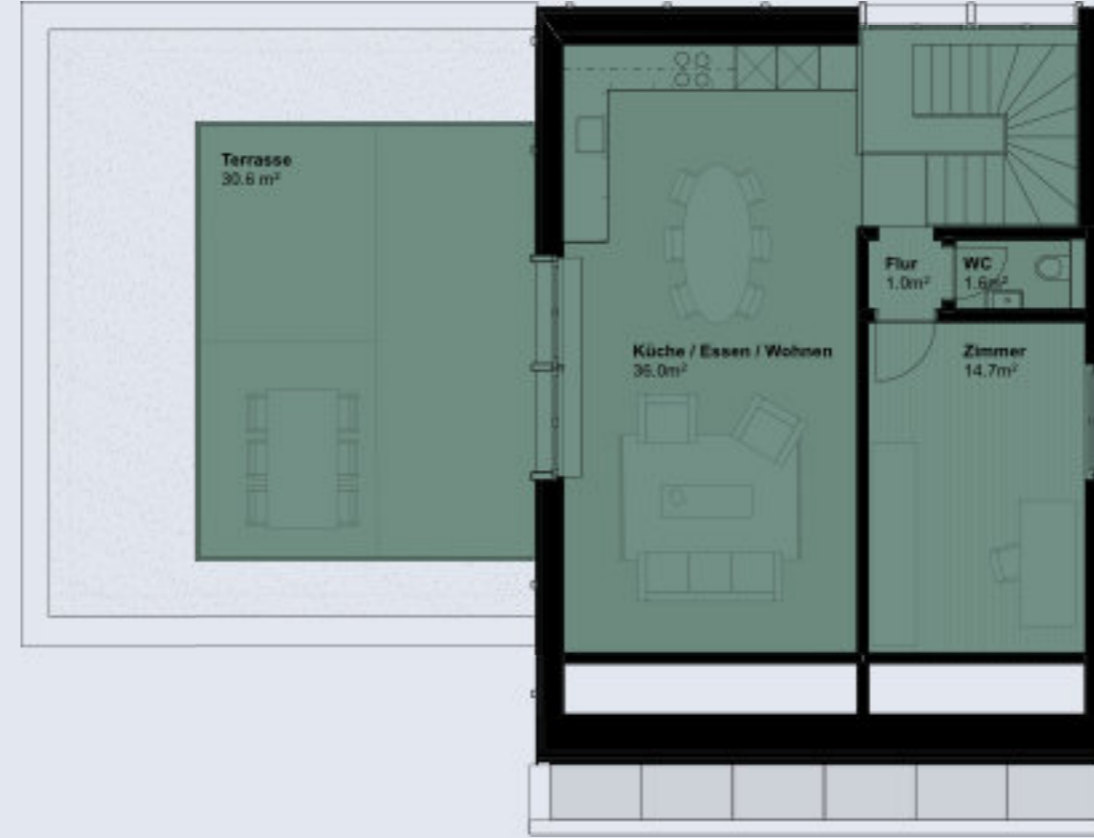 Terrasse
30.6 m²
Flur
1.0m²
WC
1.6m²
Küche / Essen / Wohnen
36.0m²
Zimmer
14.7m²